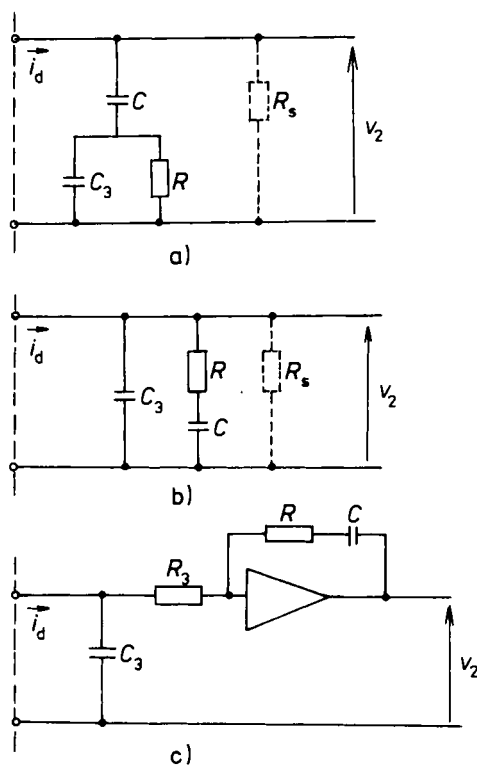 i_d
C
R_s
C_3
R
v_2
a)
i_d
C_3
R
C
R_s
v_2
b)
R
C
R_3
i_d
C_3
v_2
c)